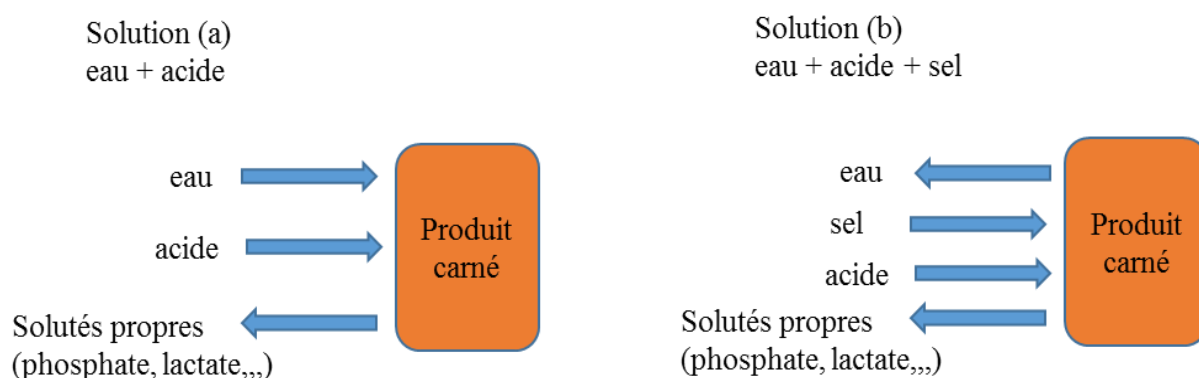 Solution (a)
eau + acide
eau
acide
Solutés propres
(phosphate, lactate,,,)
Produit
carné
Solution (b)
eau + acide + sel
eau
sel
acide
Solutés propres
(phosphate, lactate,,,)
Produit
carné